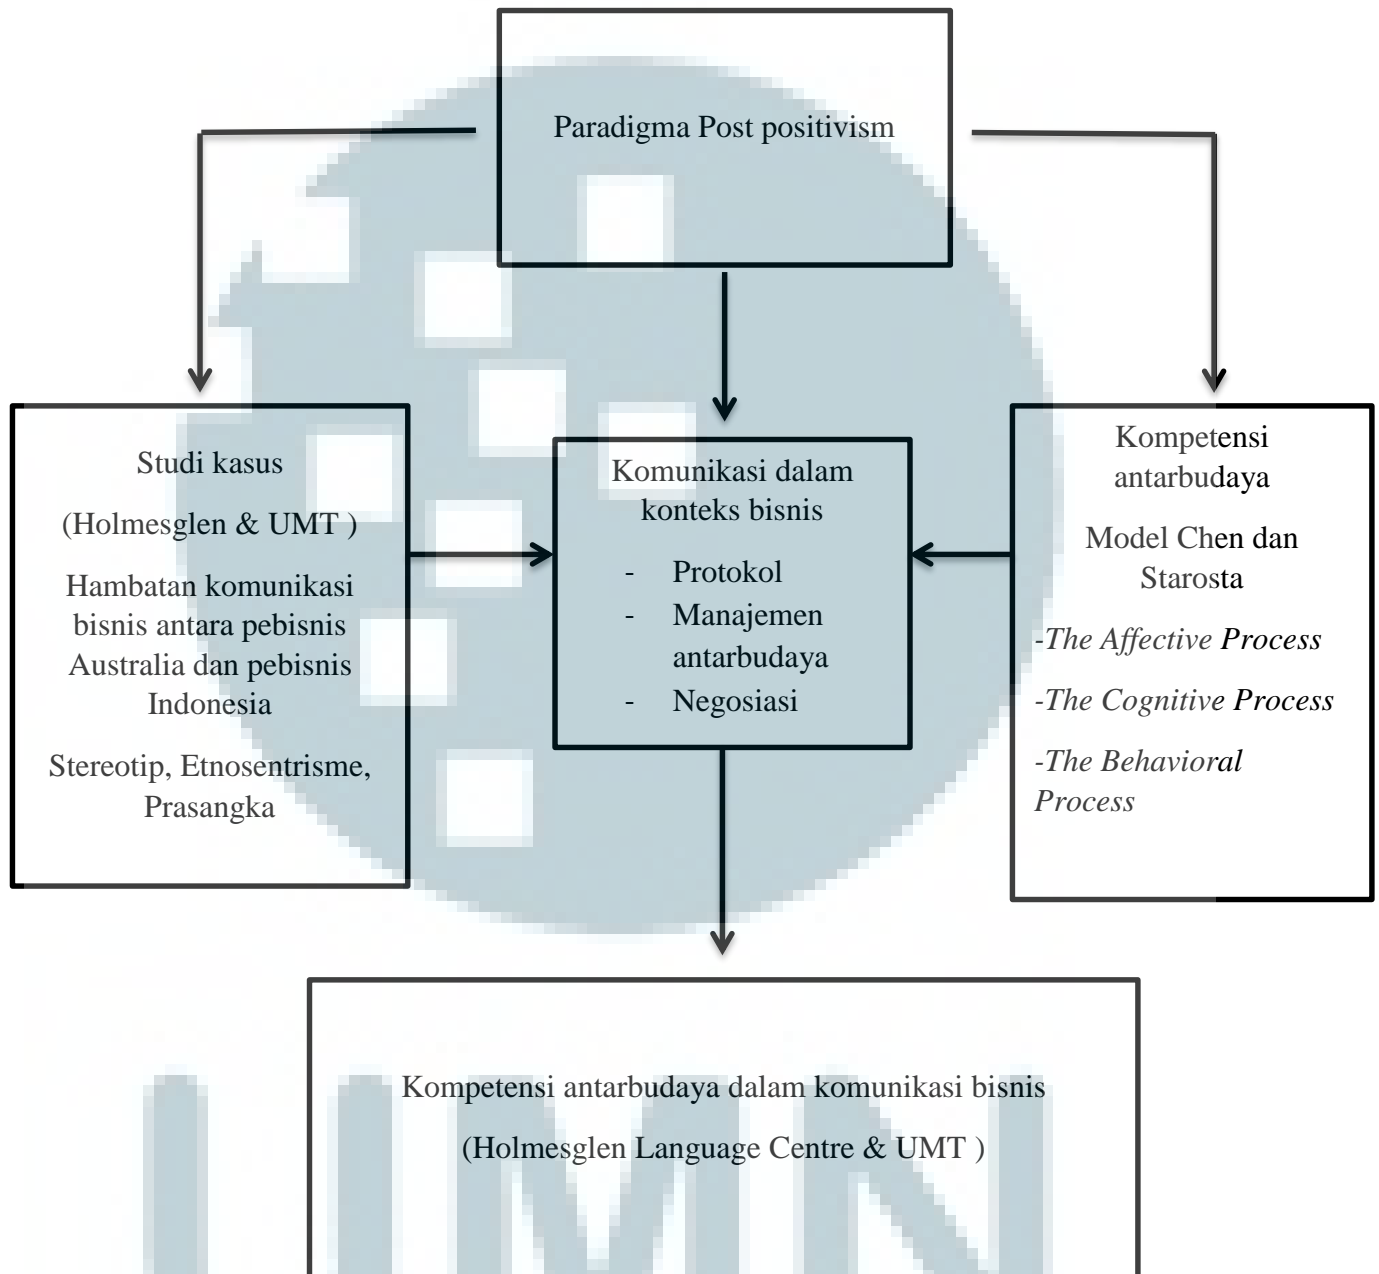 Paradigma Post positivism
Studi kasus
(Holmesglen & UMT )
Hambatan komunikasi
bisnis antara pebisnis
Australia dan pebisnis
Indonesia
Stereotip, Etnosentrisme,
Prasangka
Komunikasi dalam
konteks bisnis
- Protokol
- Manajemen
antarbudaya
- Negosiasi
Kompetensi
antarbudaya
Model Chen dan
Starosta
-The Affective Process
-The Cognitive Process
-The Behavioral
Process
Kompetensi antarbudaya dalam komunikasi bisnis
(Holmesglen Language Centre & UMT )
UMN